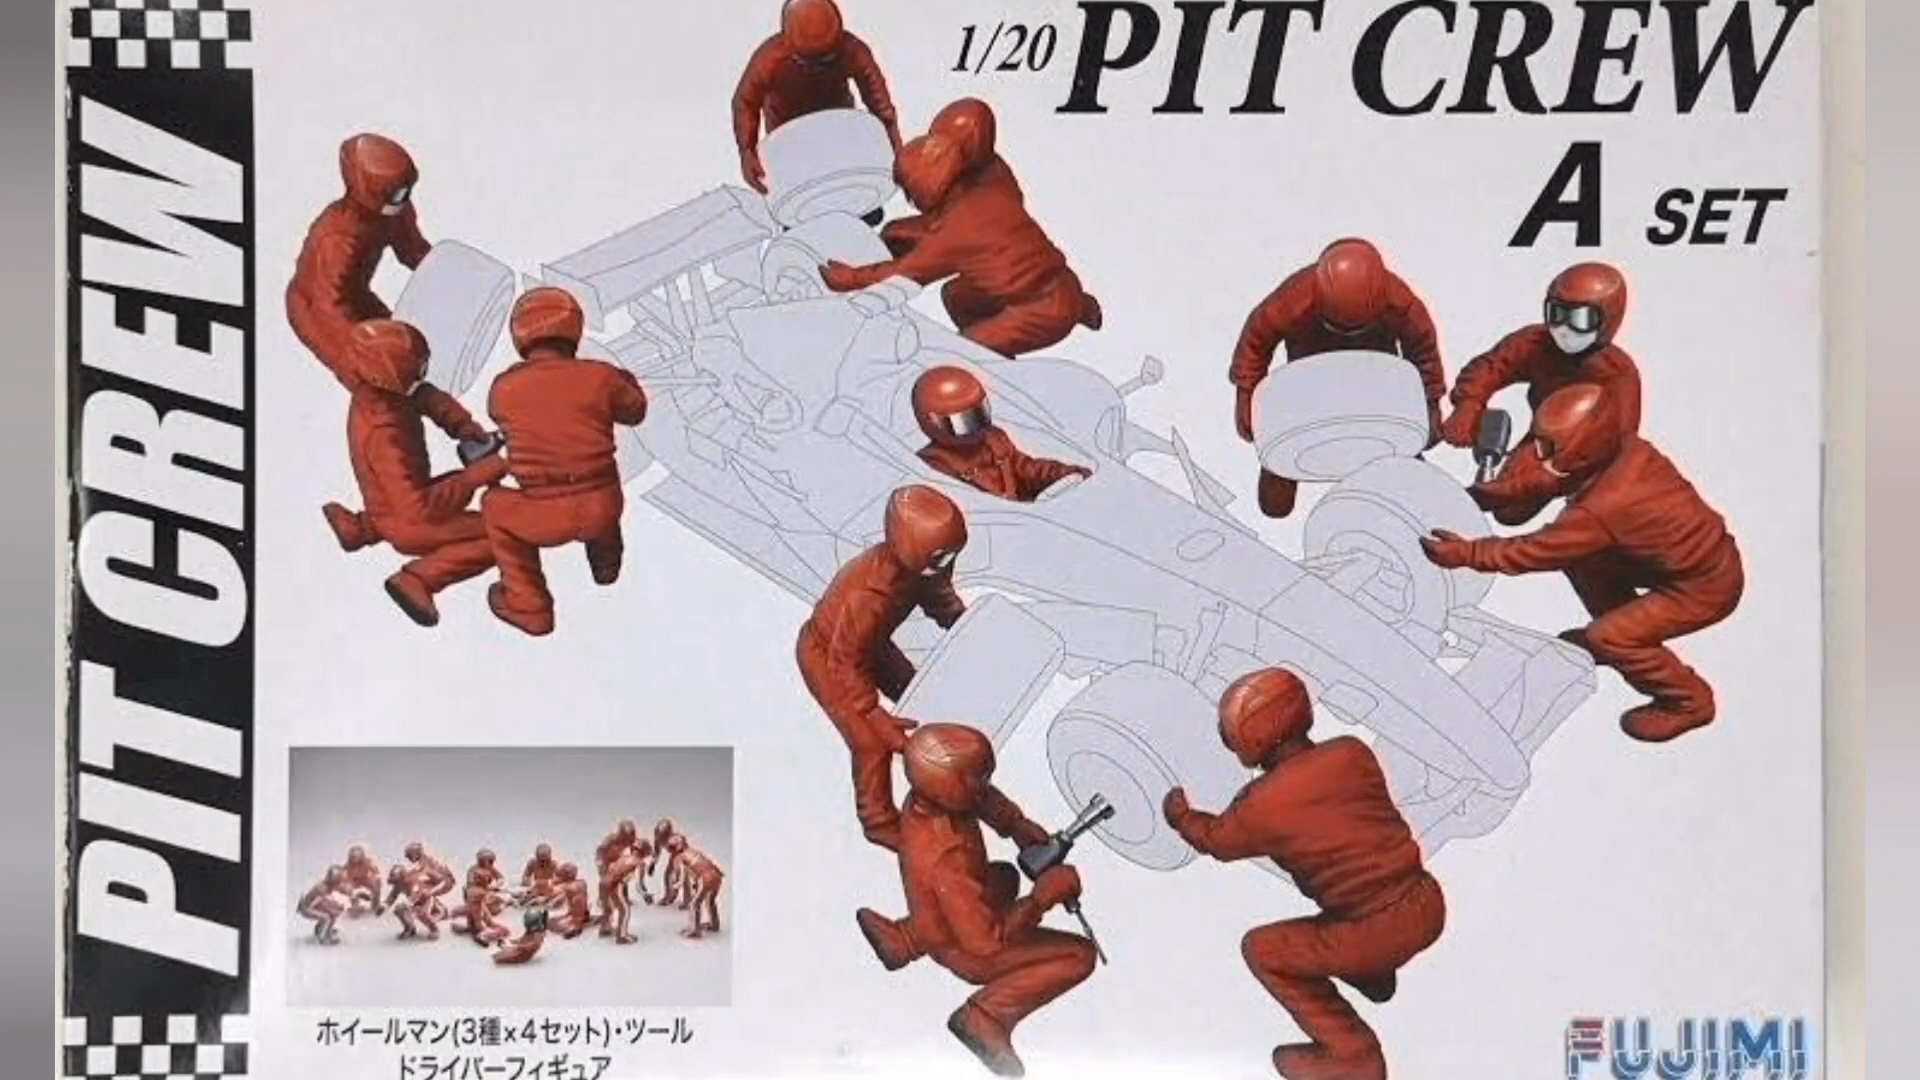 PIT CREW
1/20 PIT CREW
A SET
ホイールマン(3種×4セット)・ツール
ドライバーフィギュア
FUJIMI